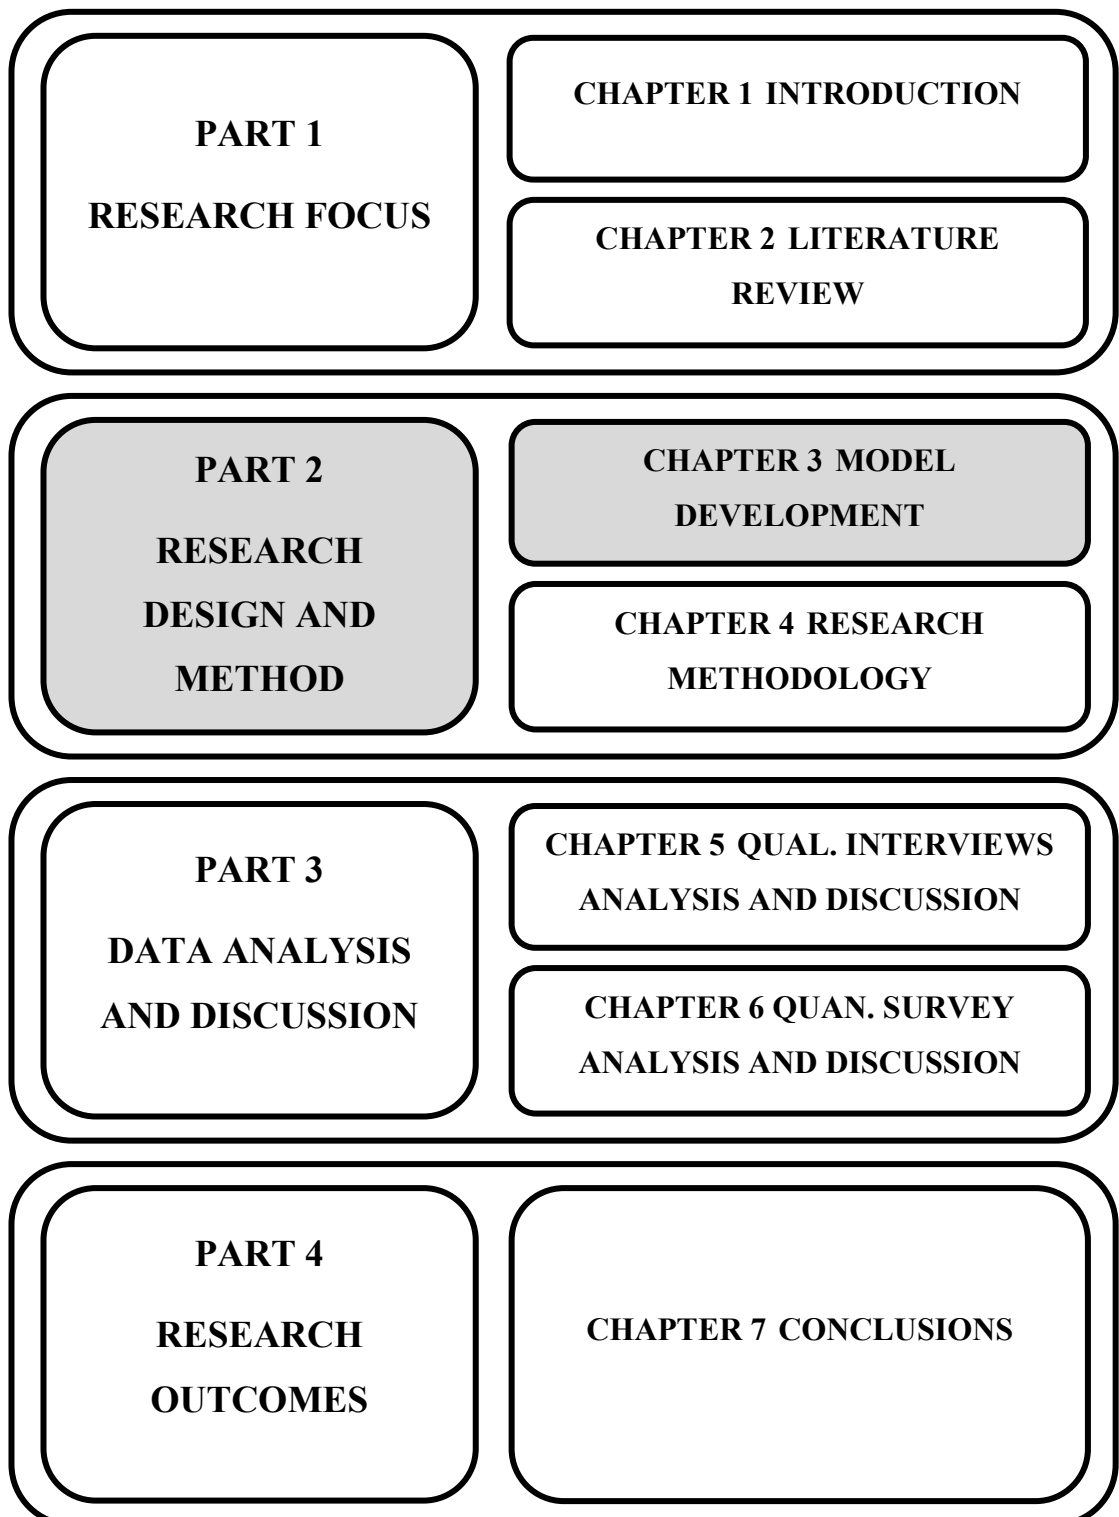 PART 1
RESEARCH FOCUS
CHAPTER 1 INTRODUCTION
CHAPTER 2 LITERATURE
REVIEW
PART 2
RESEARCH
DESIGN AND
METHOD
CHAPTER 3 MODEL
DEVELOPMENT
CHAPTER 4 RESEARCH
METHODOLOGY
PART 3
DATA ANALYSIS
AND DISCUSSION
CHAPTER 5 QUAL. INTERVIEWS
ANALYSIS AND DISCUSSION
CHAPTER 6 QUAN. SURVEY
ANALYSIS AND DISCUSSION
PART 4
RESEARCH
OUTCOMES
CHAPTER 7 CONCLUSIONS